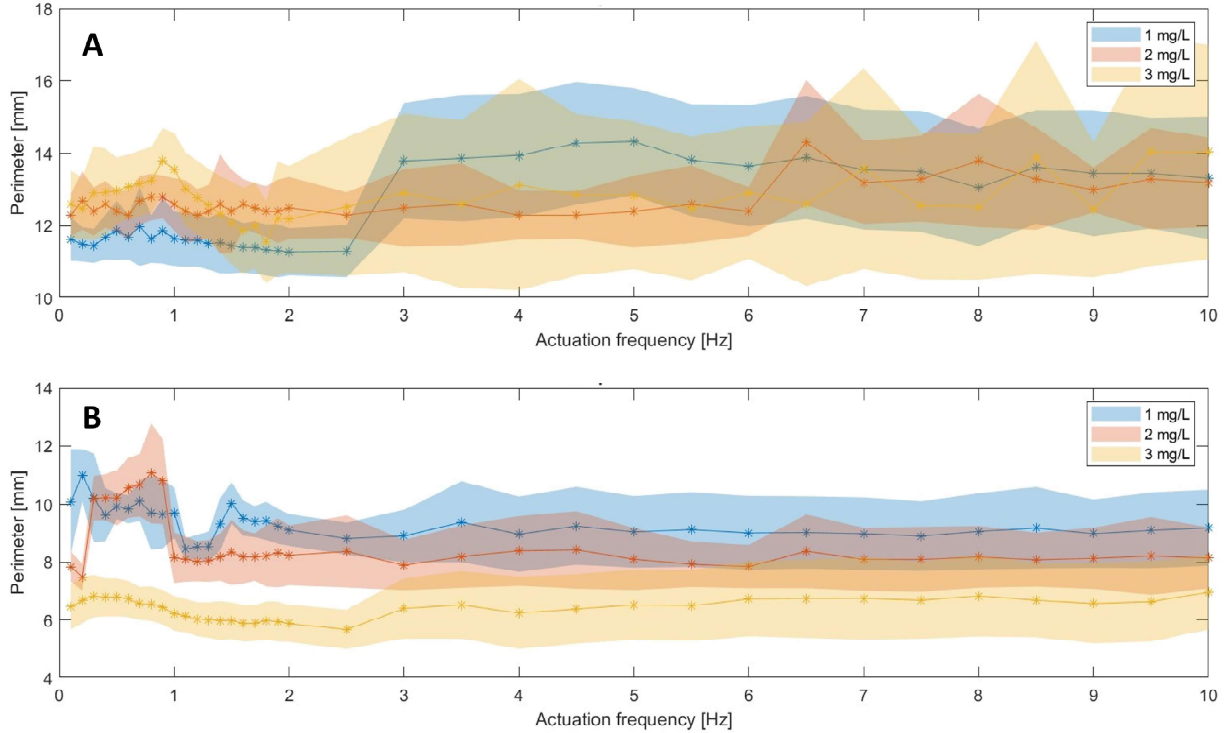 A
18
16
14
12
10
Perimeter [mm]
1 mg/L
2 mg/L
3 mg/L
0 1 2 3 4 5 6 7 8 9 10
Actuation frequency [Hz]
B
14
12
10
8
6
4
Perimeter [mm]
1 mg/L
2 mg/L
3 mg/L
0 1 2 3 4 5 6 7 8 9 10
Actuation frequency [Hz]